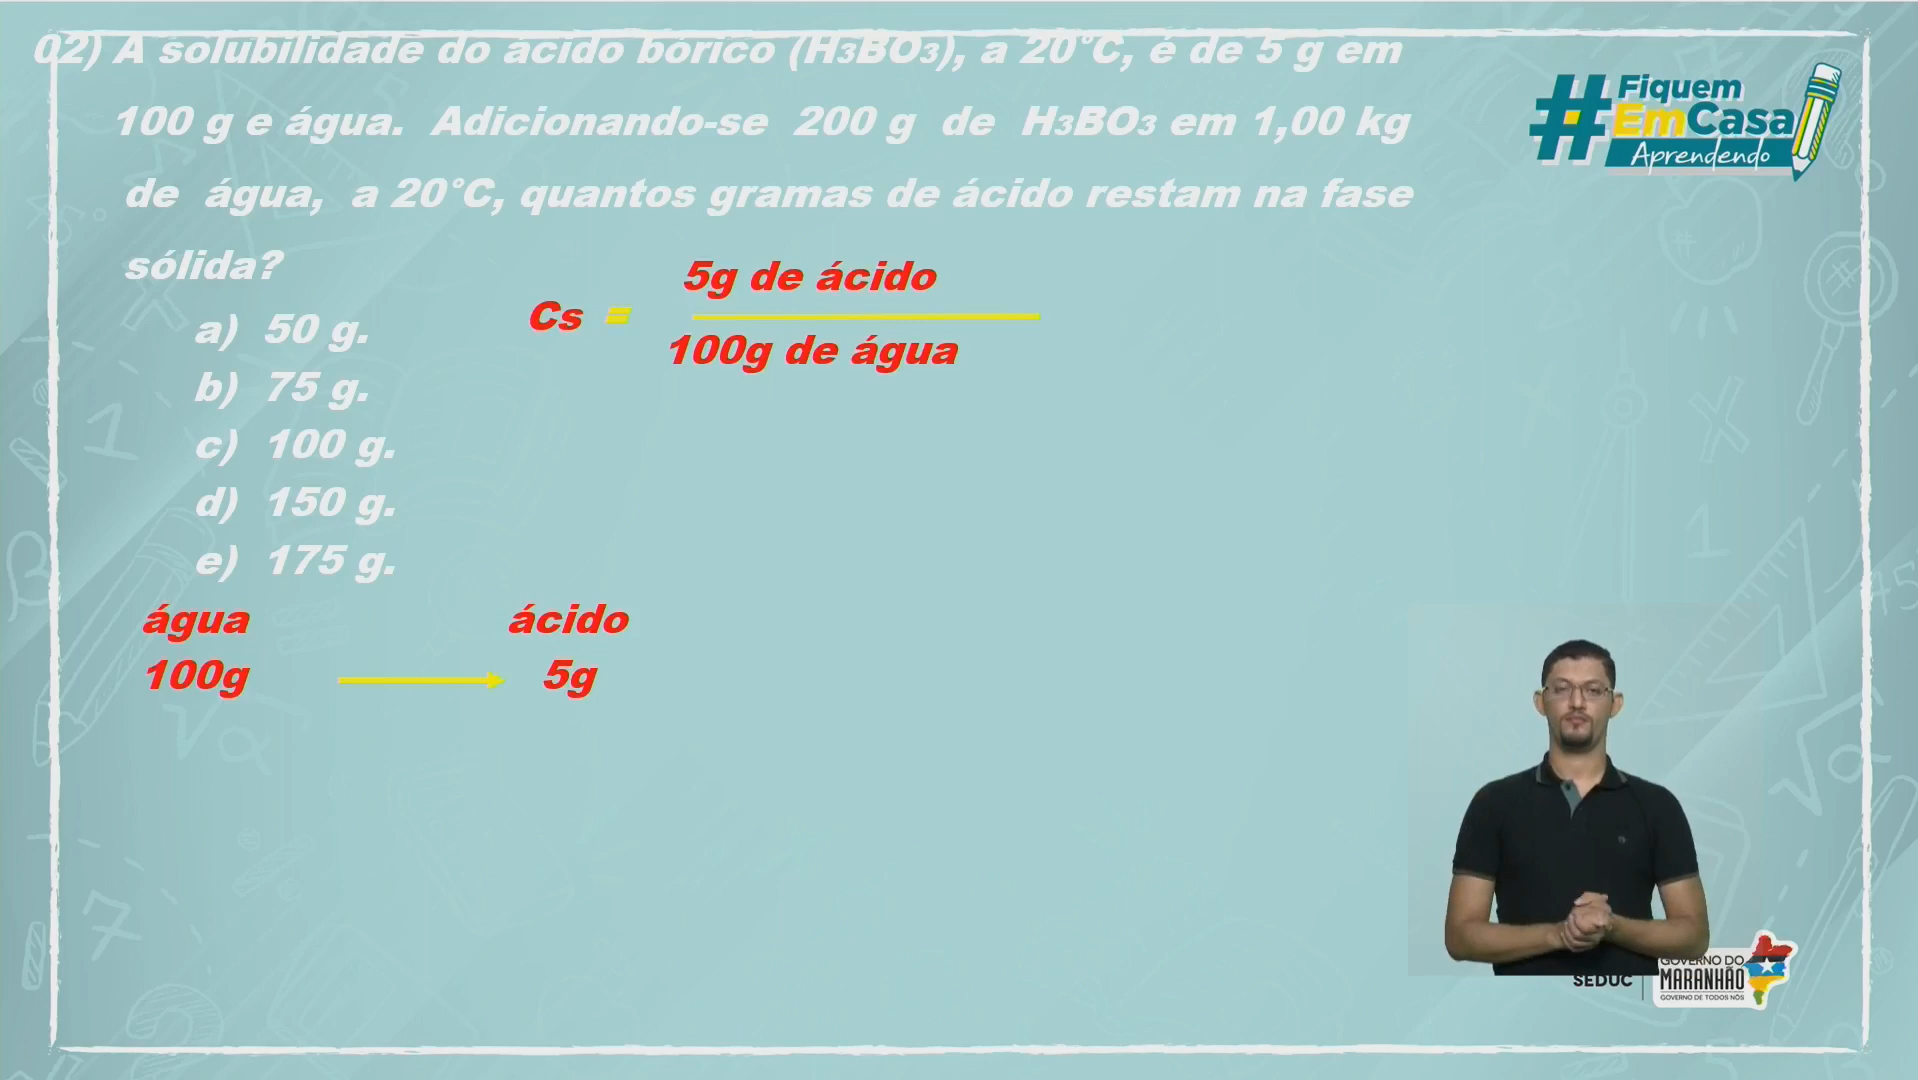 02) A solubilidade do ácido bórico (H3BO3), a 20°C, é de 5 g em
100 g e água. Adicionando-se 200 g de H3BO3 em 1,00 kg
de água, a 20°C, quantos gramas de ácido restam na fase
sólida?
a) 50 g.
b) 75 g.
c) 100 g.
d) 150 g.
e) 175 g.
Cs =
5g de ácido
100g de água
água ácido
100g 5g
#Fiquem
EmCasa
Aprendendo
SEDUC
GOVERNO DO
MARANHÃO
GOVERNO DE TODOS NÓS